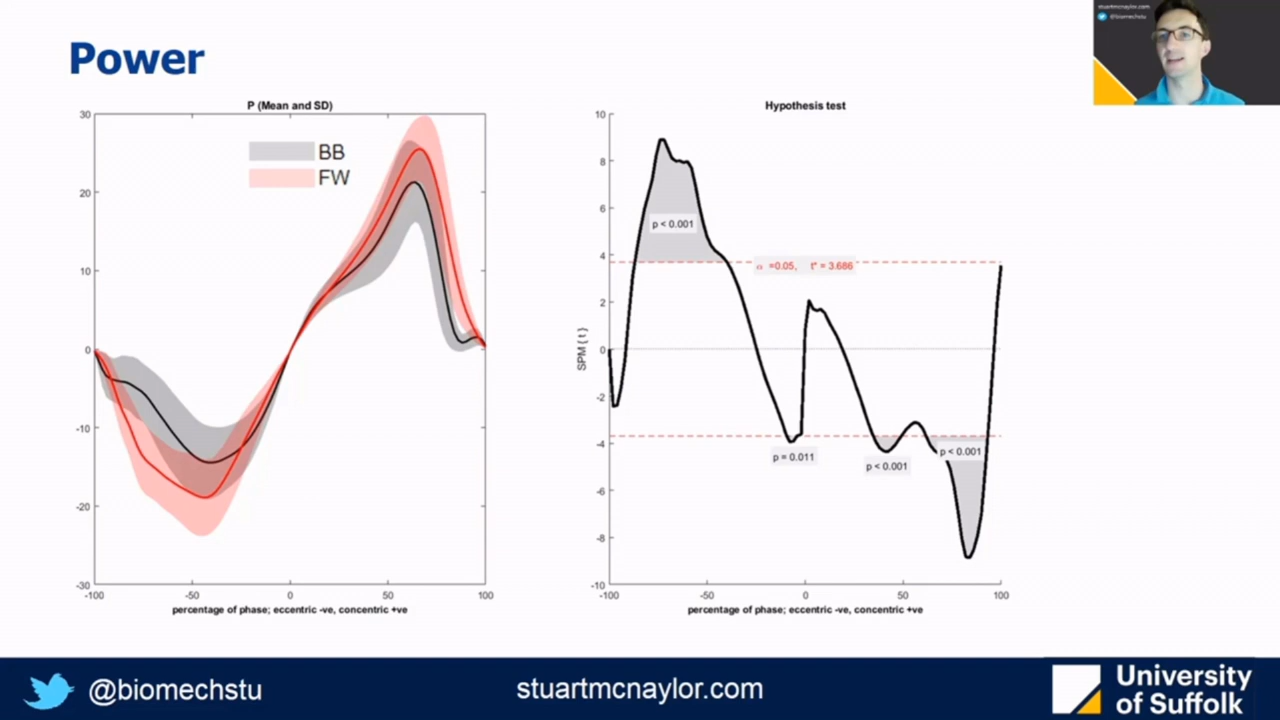 Power
stuartmcnaylor.com
@biomechstu
P (Mean and SD)
BB
FW
30
20
10
0
-10
-20
-30
-100
-50
0
50
100
percentage of phase; eccentric -ve, concentric +ve
Hypothesis test
10
8
6
4
2
0
-2
-4
-6
-8
-10
SPM { t }
p < 0.001
α =0.05, t* = 3.686
p = 0.011
p < 0.001
p < 0.001
-100
-50
0
50
100
percentage of phase; eccentric -ve, concentric +ve
@biomechstu
stuartmcnaylor.com
University
of Suffolk